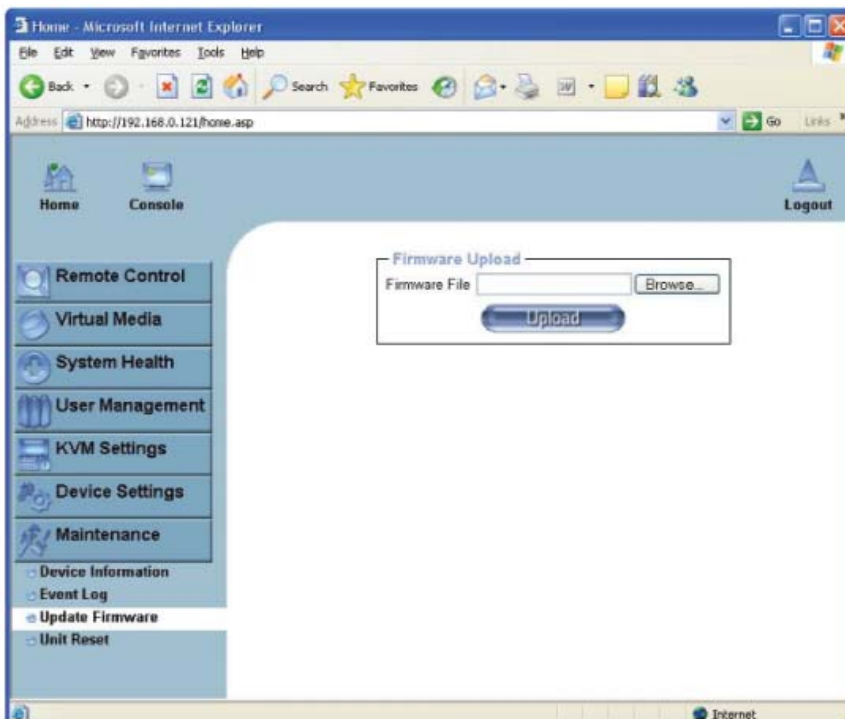 Home - Microsoft Internet Explorer
File Edit View Favorites Tools Help
Back Search Favorites
Address http://192.168.0.121/home.asp Go Links »
Home Console Logout
Remote Control
Virtual Media
System Health
User Management
KVM Settings
Device Settings
Maintenance
Device Information
Event Log
Update Firmware
Unit Reset
Firmware Upload
Firmware File Browse...
Upload
Internet